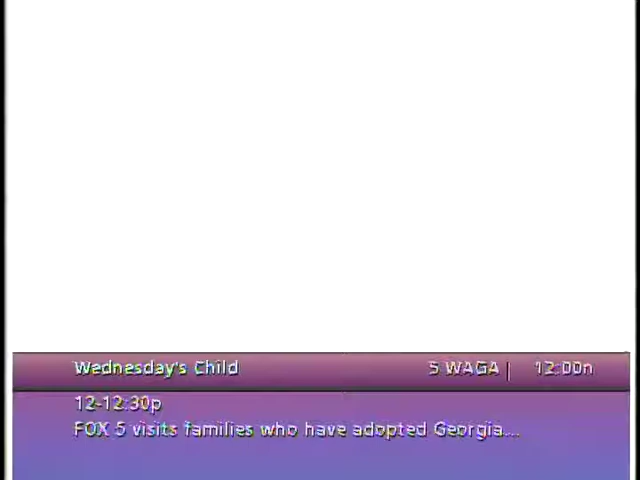 Wednesday's Child 5 WAGA | 12:00n
12-12:30p
FOX 5 visits families who have adopted Georgia...